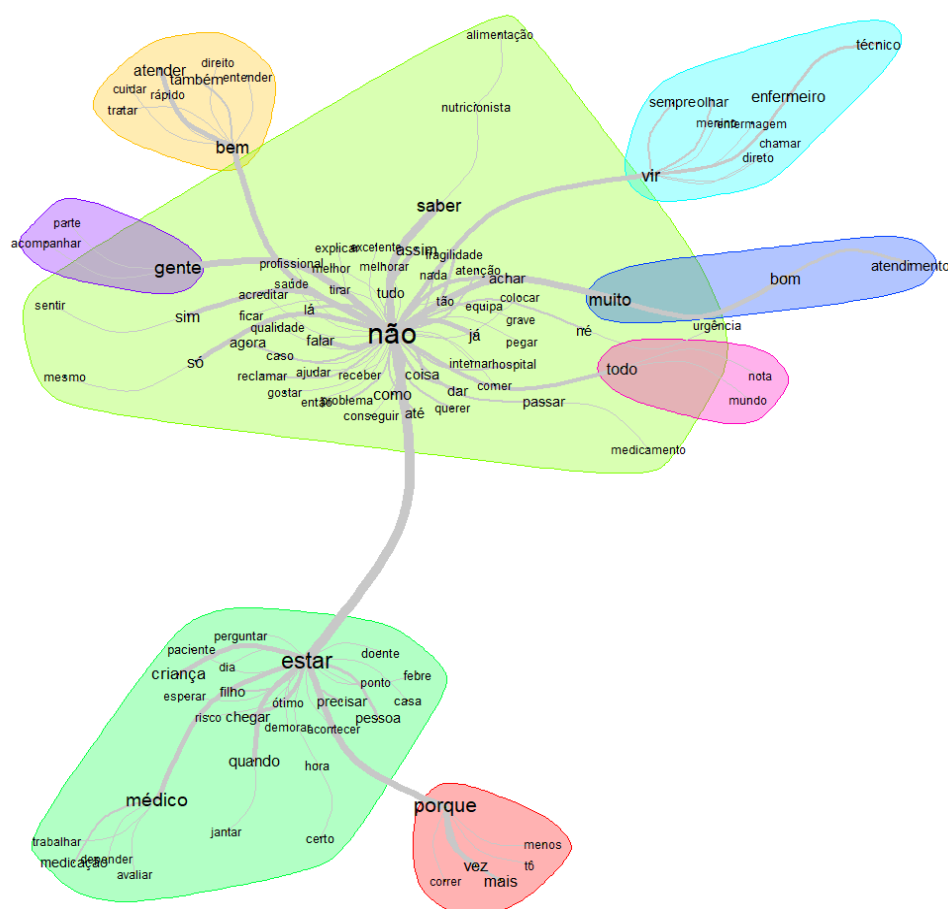 alimentação
técnico
direito
atender
também
entender
cuidar
rápido
tratar
bem
nutricionista
sempre
olhar
enfermeiro
menino
enfermagem
chamar
direto
vir
saber
parte
acompanhar
gente
explicar
excelente
assim
fragilidade
profissional
melhor
melhorar
nada
atenção
achar
saúde
tirar
tudo
tão
colocar
muito
bom
atendimento
sentir
sim
acreditar
lá
equipa
ficar
qualidade
não
já
grave
né
urgência
agora
falar
pegar
só
caso
internar
hospital
todo
mesmo
reclamar
ajudar
receber
coisa
comer
nota
gostar
então
problema
como
dar
passar
mundo
conseguir
até
querer
medicamento
perguntar
paciente
estar
doente
criança
dia
ponto
febre
esperar
filho
ótimo
precisar
casa
risco
chegar
pessoa
demorar
acontecer
quando
hora
médico
porque
jantar
certo
trabalhar
medicação
depander
avaliar
menos
vez
tô
correr
mais